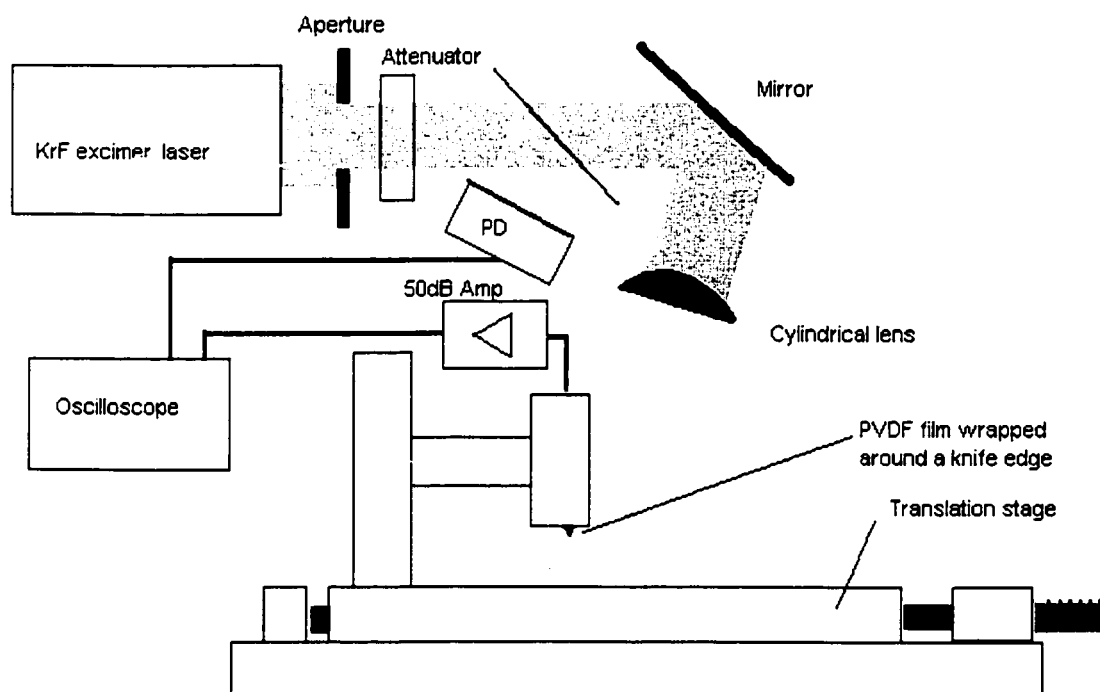 Aperture
Attenuator
Mirror
KrF excimer laser
PD
50dB Amp
Cylindrical lens
Oscilloscope
PVDF film wrapped
around a knife edge
Translation stage